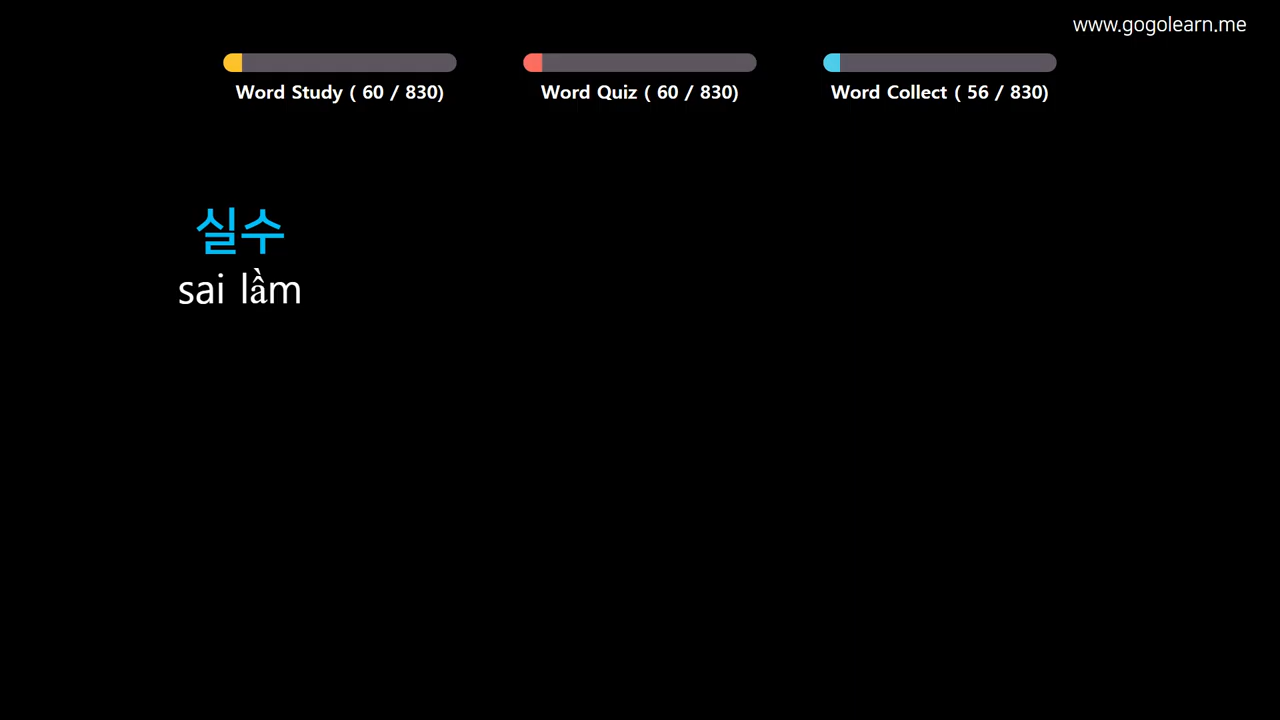 www.gogolearn.me
Word Study ( 60 / 830)
Word Quiz ( 60 / 830)
Word Collect ( 56 / 830)
실수
sai lầm